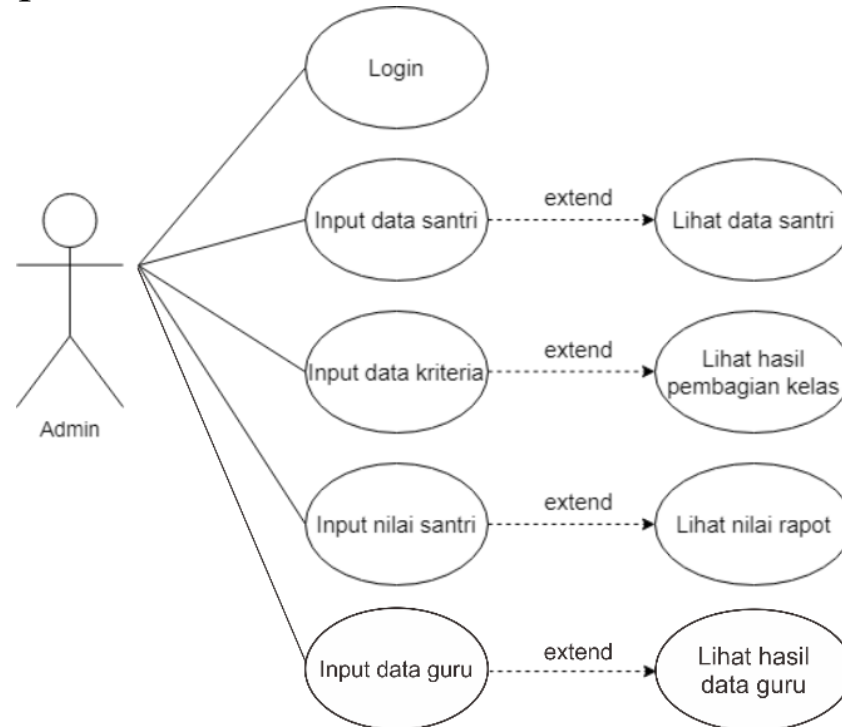 Login
Input data santri
extend
Lihat data santri
Input data kriteria
extend
Lihat hasil
pembagian kelas
Admin
Input nilai santri
extend
Lihat nilai rapot
Input data guru
extend
Lihat hasil
data guru